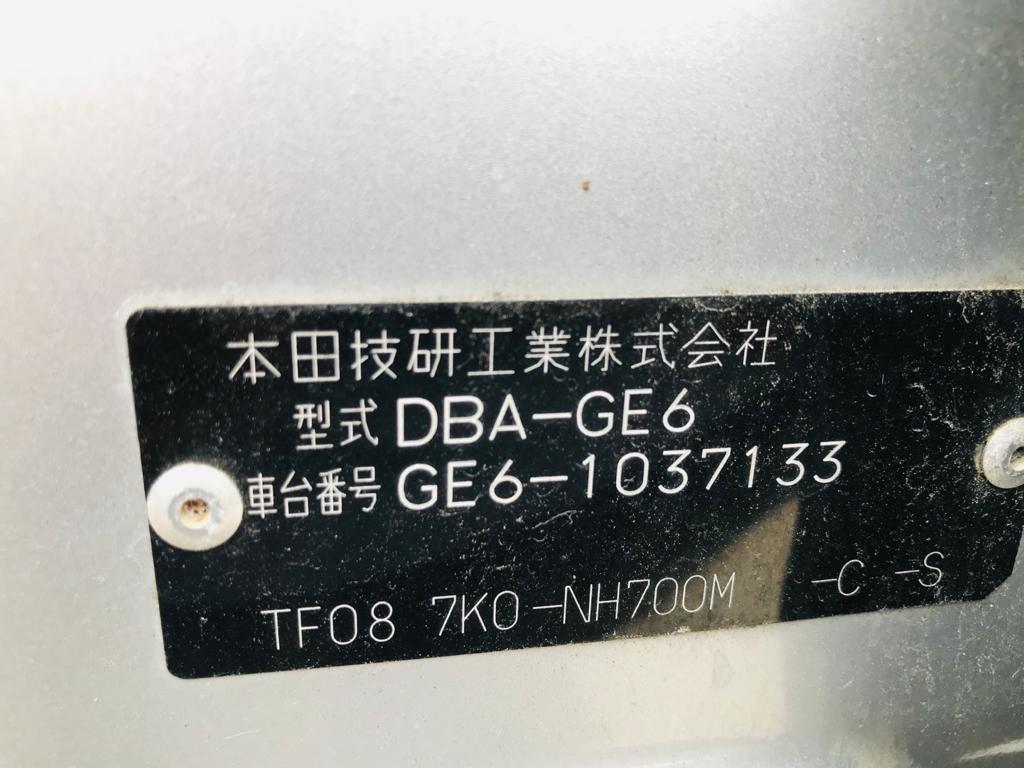 本田技研工業株式会社
型式 DBA-GE6
車台番号 GE6-1037133
TF08 7K0-NH700M -C -S